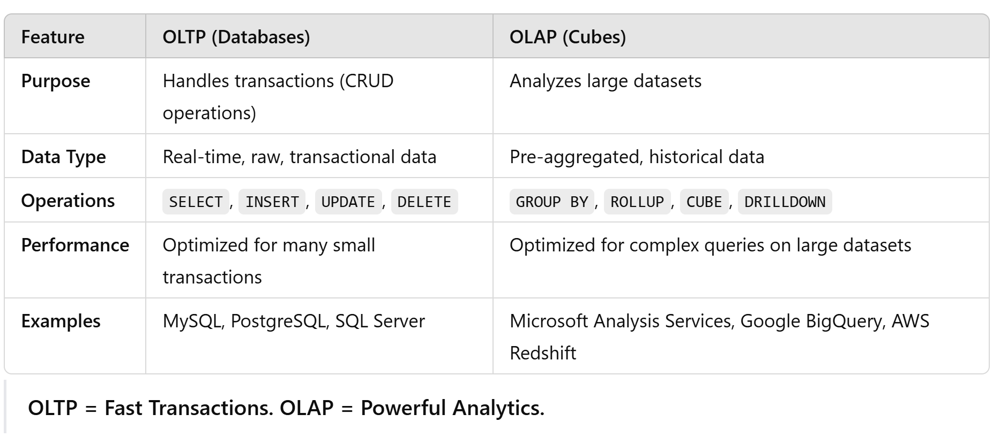 Feature OLTP (Databases) OLAP (Cubes)
Purpose Handles transactions (CRUD Analyzes large datasets
operations)
Data Type Real-time, raw, transactional data Pre-aggregated, historical data
Operations SELECT, INSERT, UPDATE, DELETE GROUP BY, ROLLUP, CUBE, DRILLDOWN
Performance Optimized for many small Optimized for complex queries on large datasets
transactions
Examples MySQL, PostgreSQL, SQL Server Microsoft Analysis Services, Google BigQuery, AWS
Redshift
OLTP = Fast Transactions. OLAP = Powerful Analytics.